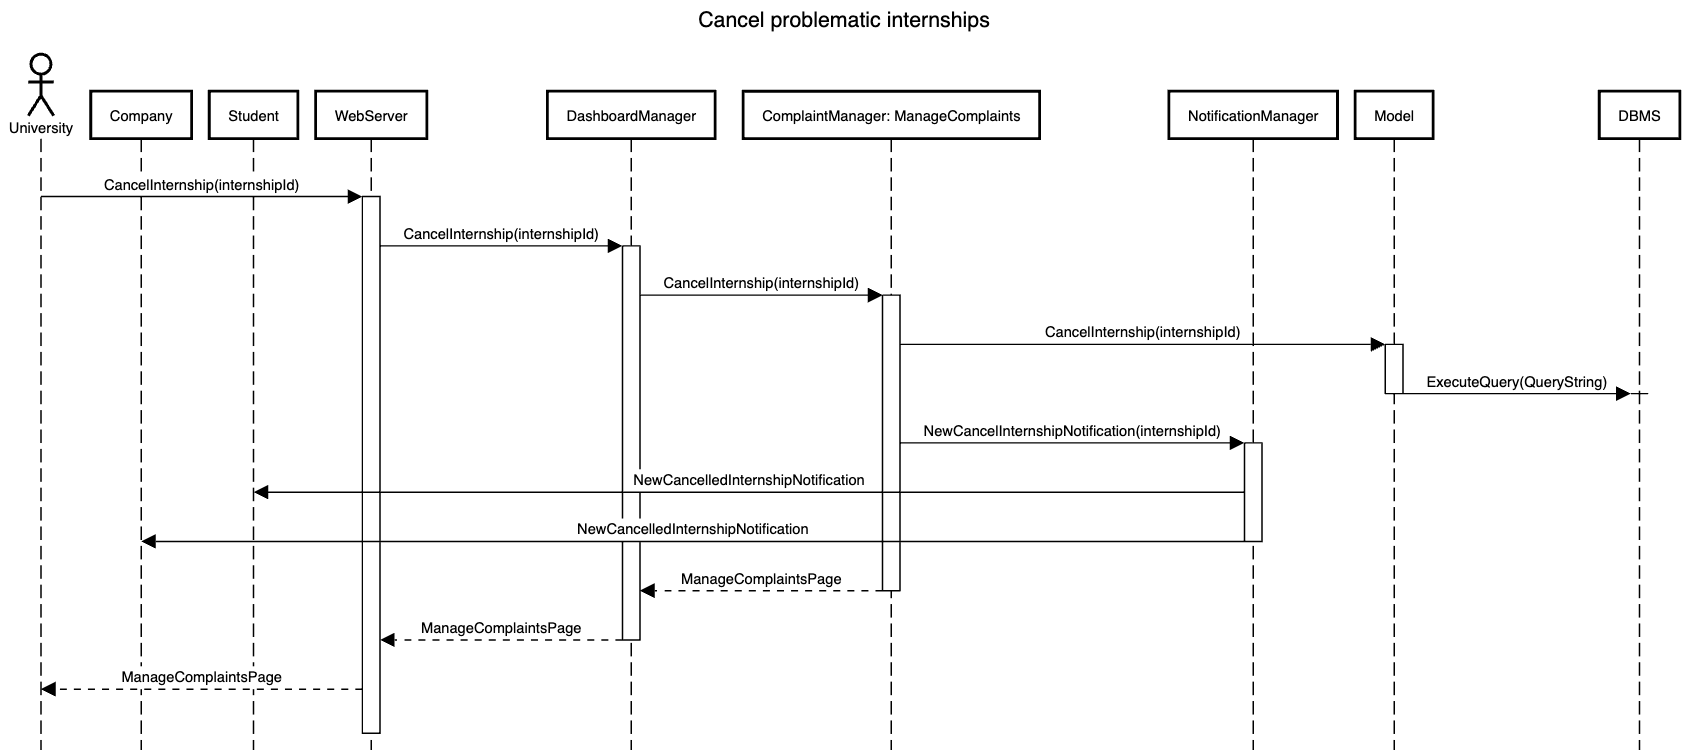 Cancel problematic internships
University
Company
Student
WebServer
DashboardManager
ComplaintManager: ManageComplaints
NotificationManager
Model
DBMS
CancelInternship(internshipId)
CancelInternship(internshipId)
CancelInternship(internshipId)
CancelInternship(internshipId)
ExecuteQuery(QueryString)
NewCancelInternshipNotification(internshipId)
NewCancelledInternshipNotification
NewCancelledInternshipNotification
ManageComplaintsPage
ManageComplaintsPage
ManageComplaintsPage